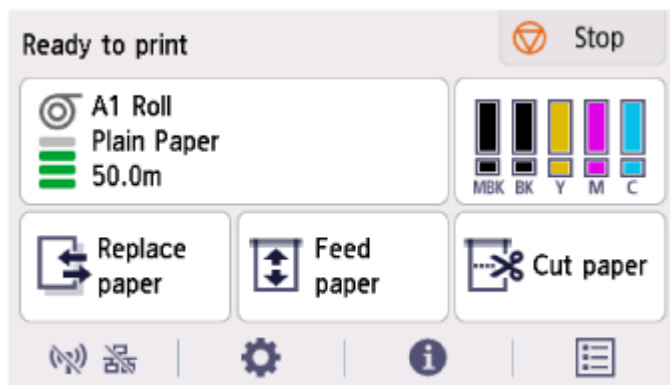 Ready to print
Stop
A1 Roll
Plain Paper
50.0m
MBK BK Y M C
Replace
paper
Feed
paper
Cut paper